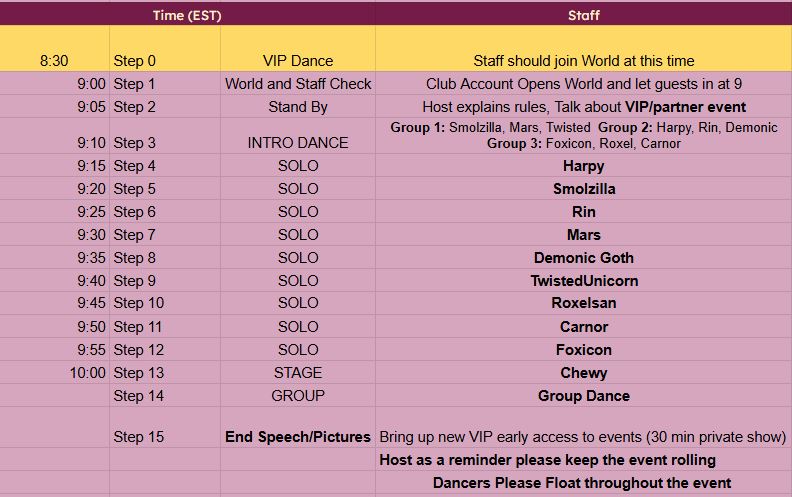 Time (EST) Staff
8:30 Step 0 VIP Dance Staff should join World at this time
9:00 Step 1 World and Staff Check Club Account Opens World and let guests in at 9
9:05 Step 2 Stand By Host explains rules, Talk about VIP/partner event
Group 1: Smolzilla, Mars, Twisted Group 2: Harpy, Rin, Demonic
9:10 Step 3 INTRO DANCE Group 3: Foxicon, Roxel, Carnor
9:15 Step 4 SOLO Harpy
9:20 Step 5 SOLO Smolzilla
9:25 Step 6 SOLO Rin
9:30 Step 7 SOLO Mars
9:35 Step 8 SOLO Demonic Goth
9:40 Step 9 SOLO TwistedUnicorn
9:45 Step 10 SOLO Roxelsan
9:50 Step 11 SOLO Carnor
9:55 Step 12 SOLO Foxicon
10:00 Step 13 STAGE Chewy
Step 14 GROUP Group Dance
Step 15 End Speech/Pictures Bring up new VIP early access to events (30 min private show)
Host as a reminder please keep the event rolling
Dancers Please Float throughout the event